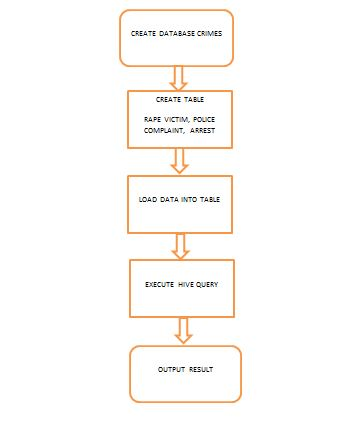 CREATE DATABASE CRIMES
CREATE TABLE
RAPE VICTIM, POLICE
COMPLAINT, ARREST
LOAD DATA INTO TABLE
EXECUTE HIVE QUERY
OUTPUT RESULT